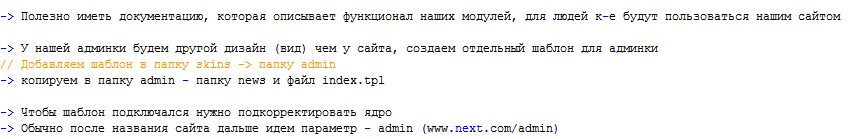 -> Полезно иметь документацию, которая описывает функционал наших модулей, для людей к-е будут пользоваться нашим сайтом
-> У нашей админки будем другой дизайн (вид) чем у сайта, создаем отдельный шаблон для админки
// Добавляем шаблон в папку skins -> папку admin
-> копируем в папку admin - папку news и файл index.tpl
-> Чтобы шаблон подключался нужно подкорректировать ядро
-> Обычно после названия сайта дальше идем параметр - admin (www.next.com/admin)